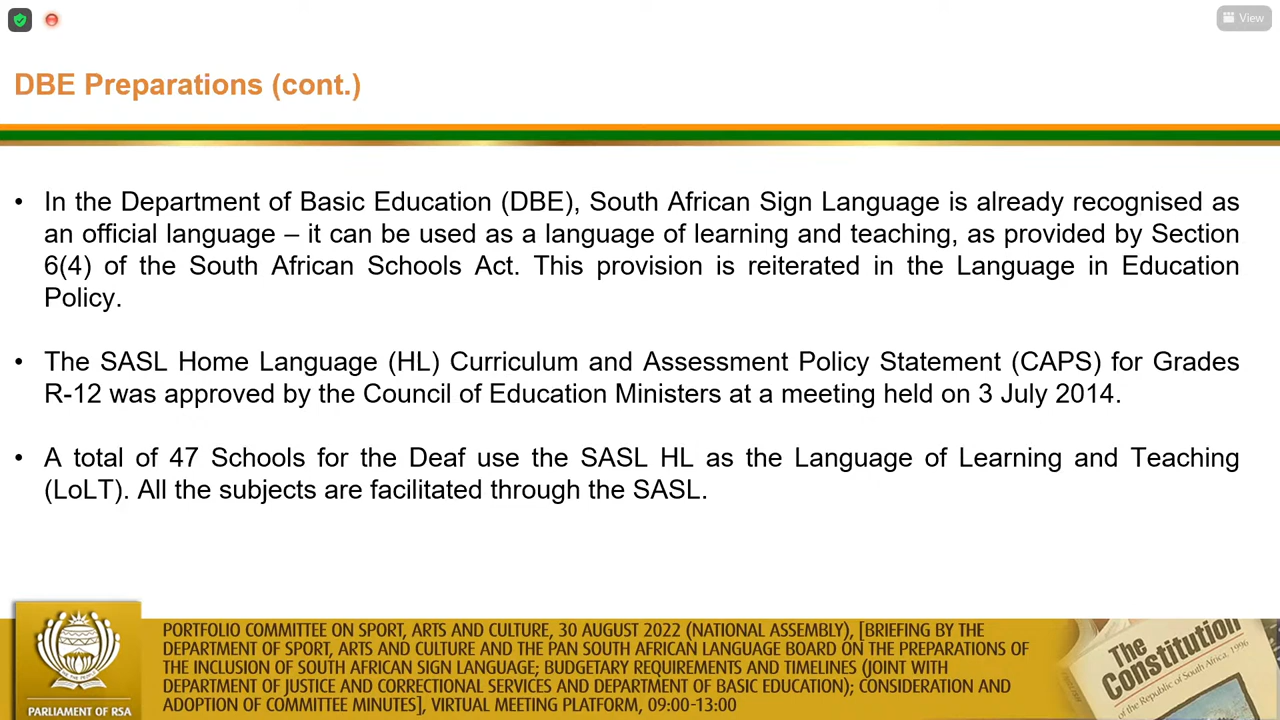 View
DBE Preparations (cont.)
• In the Department of Basic Education (DBE), South African Sign Language is already recognised as
an official language – it can be used as a language of learning and teaching, as provided by Section
6(4) of the South African Schools Act. This provision is reiterated in the Language in Education
Policy.
• The SASL Home Language (HL) Curriculum and Assessment Policy Statement (CAPS) for Grades
R-12 was approved by the Council of Education Ministers at a meeting held on 3 July 2014.
• A total of 47 Schools for the Deaf use the SASL HL as the Language of Learning and Teaching
(LoLT). All the subjects are facilitated through the SASL.
PORTFOLIO COMMITTEE ON SPORT, ARTS AND CULTURE, 30 AUGUST 2022 (NATIONAL ASSEMBLY), [BRIEFING BY THE
DEPARTMENT OF SPORT, ARTS AND CULTURE AND THE PAN SOUTH AFRICAN LANGUAGE BOARD ON THE PREPARATIONS OF
THE INCLUSION OF SOUTH AFRICAN SIGN LANGUAGE; BUDGETARY REQUIREMENTS AND TIMELINES (JOINT WITH
DEPARTMENT OF JUSTICE AND CORRECTIONAL SERVICES AND DEPARTMENT OF BASIC EDUCATION); CONSIDERATION AND
ADOPTION OF COMMITTEE MINUTES], VIRTUAL MEETING PLATFORM, 09:00-13:00
PARLIAMENT OF RSA
The
Constitution
of the Republic of South Africa, 1996